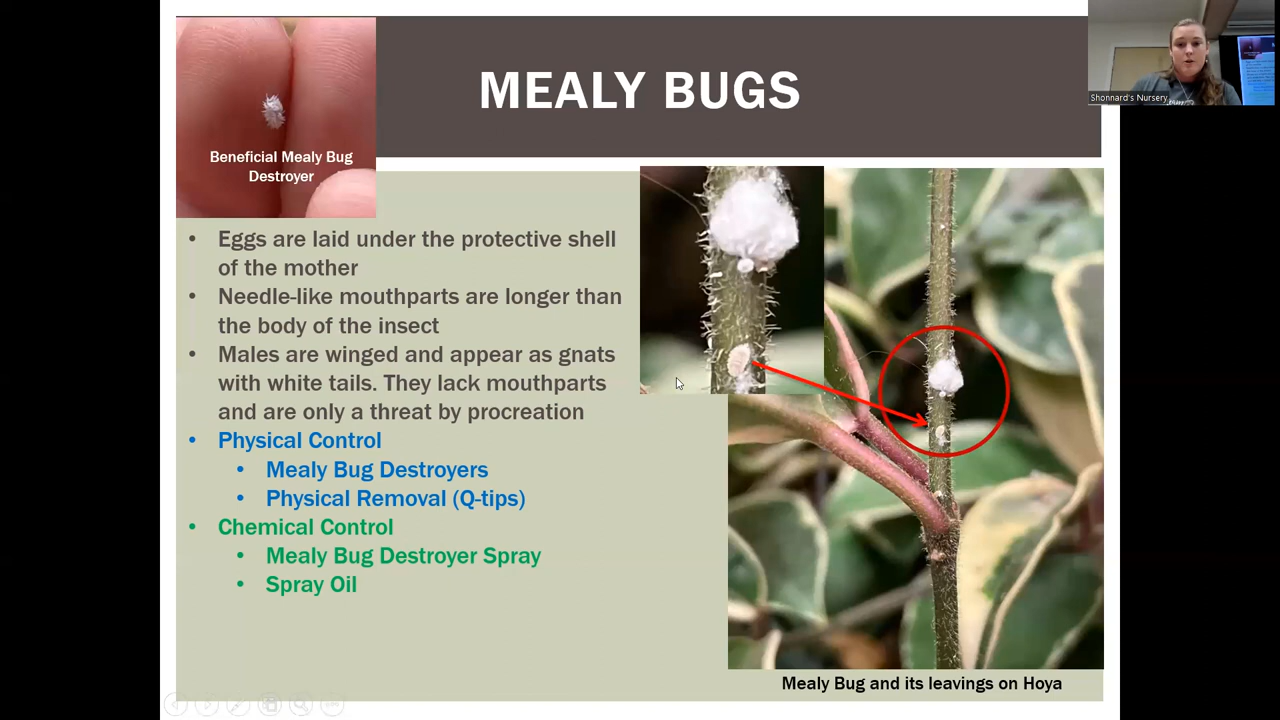 MEALY BUGS
Shonnard's Nursery
Beneficial Mealy Bug
Destroyer
• Eggs are laid under the protective shell
of the mother
• Needle-like mouthparts are longer than
the body of the insect
• Males are winged and appear as gnats
with white tails. They lack mouthparts
and are only a threat by procreation
• Physical Control
• Mealy Bug Destroyers
• Physical Removal (Q-tips)
• Chemical Control
• Mealy Bug Destroyer Spray
• Spray Oil
Mealy Bug and its leavings on Hoya